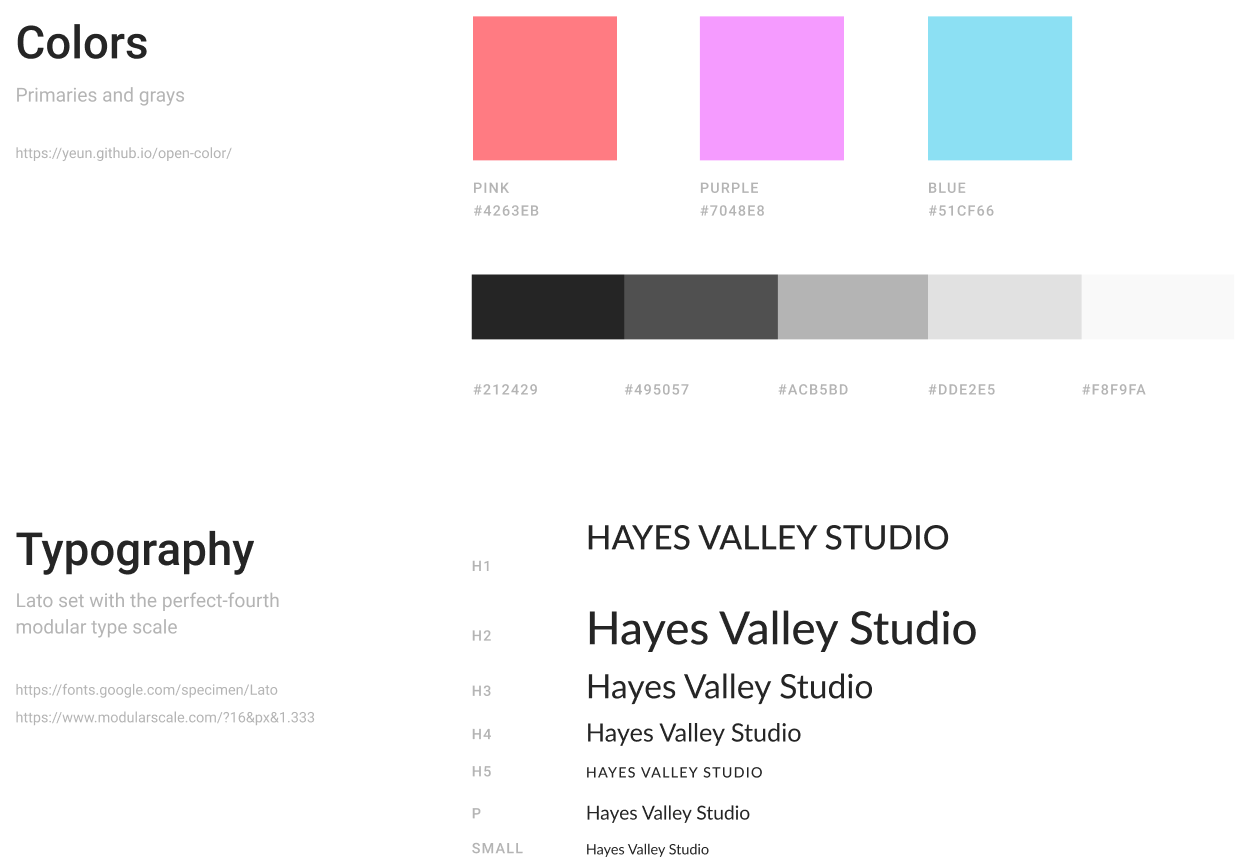 Colors
Primaries and grays
https://yeun.github.io/open-color/
PINK
#4263EB
PURPLE
#7048E8
BLUE
#51CF66
#212429
#495057
#ACB5BD
#DDE2E5
#F8F9FA
Typography
Lato set with the perfect-fourth
modular type scale
https://fonts.google.com/specimen/Lato
https://www.modularscale.com/?16&px&1.333
H1
HAYES VALLEY STUDIO
H2
Hayes Valley Studio
H3
Hayes Valley Studio
H4
Hayes Valley Studio
H5
HAYES VALLEY STUDIO
P
Hayes Valley Studio
SMALL
Hayes Valley Studio